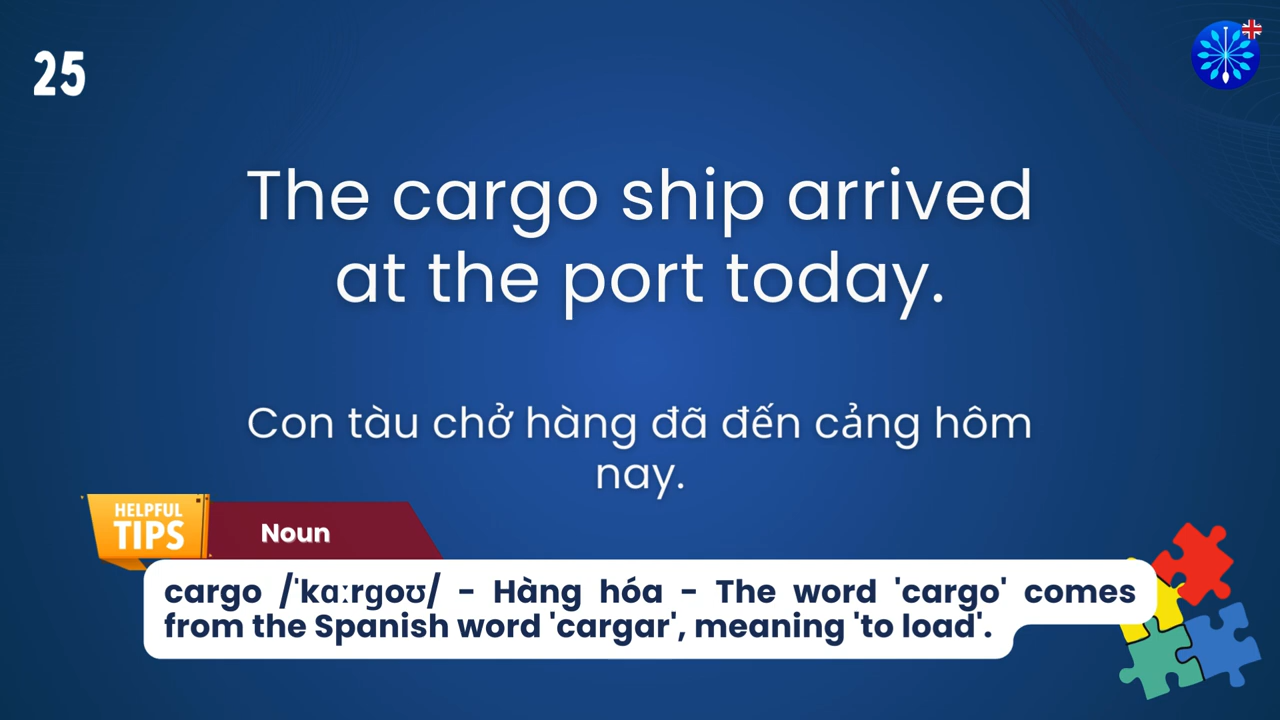 25
The cargo ship arrived
at the port today.
Con tàu chở hàng đã đến cảng hôm
nay.
HELPFUL
TIPS
Noun
cargo /ˈkɑːrɡoʊ/ - Hàng hóa - The word 'cargo' comes
from the Spanish word 'cargar', meaning 'to load'.